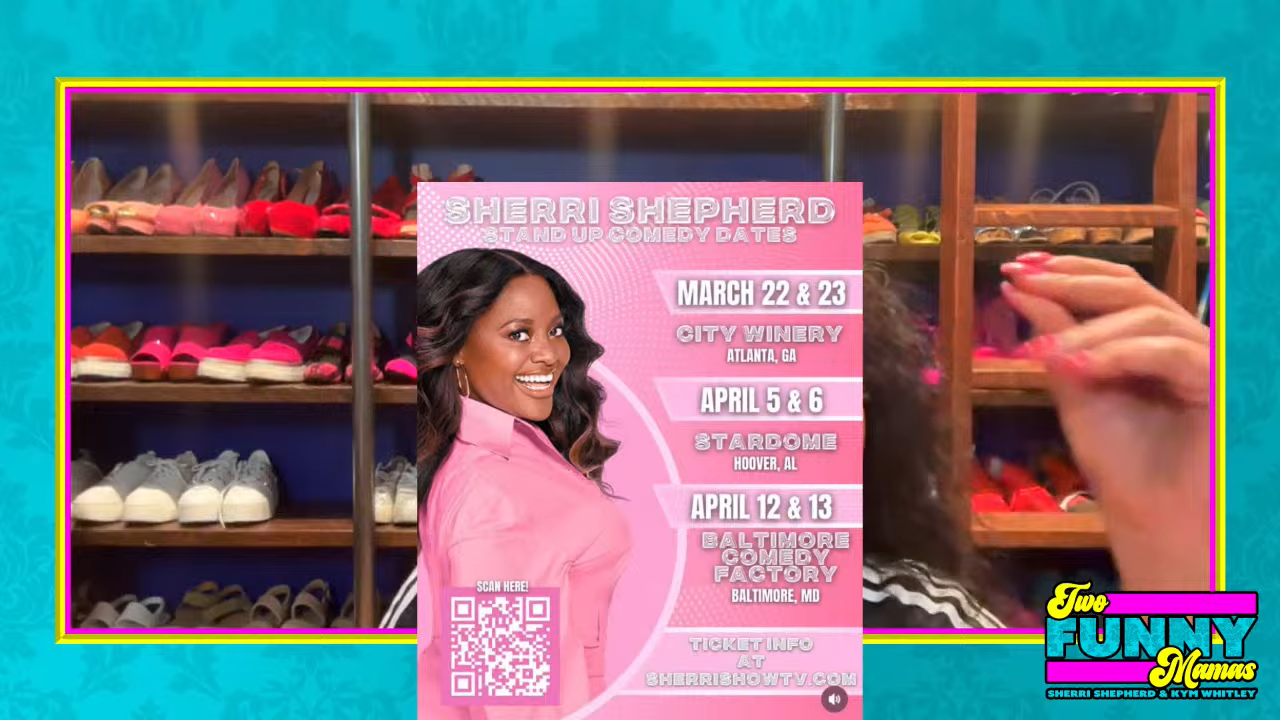 SHERRI SHEPHERD
STAND UP COMEDY DATES
MARCH 22 & 23
CITY WINERY
ATLANTA, GA
APRIL 5 & 6
STARDOME
HOOVER, AL
APRIL 12 & 13
BALTIMORE
COMEDY
FACTORY
BALTIMORE, MD
SCAN HERE!
TICKET INFO
AT
SHERRISHOWTV.COM
Two
FUNNY
Mamas
SHERRI SHEPHERD & KYM WHITLEY